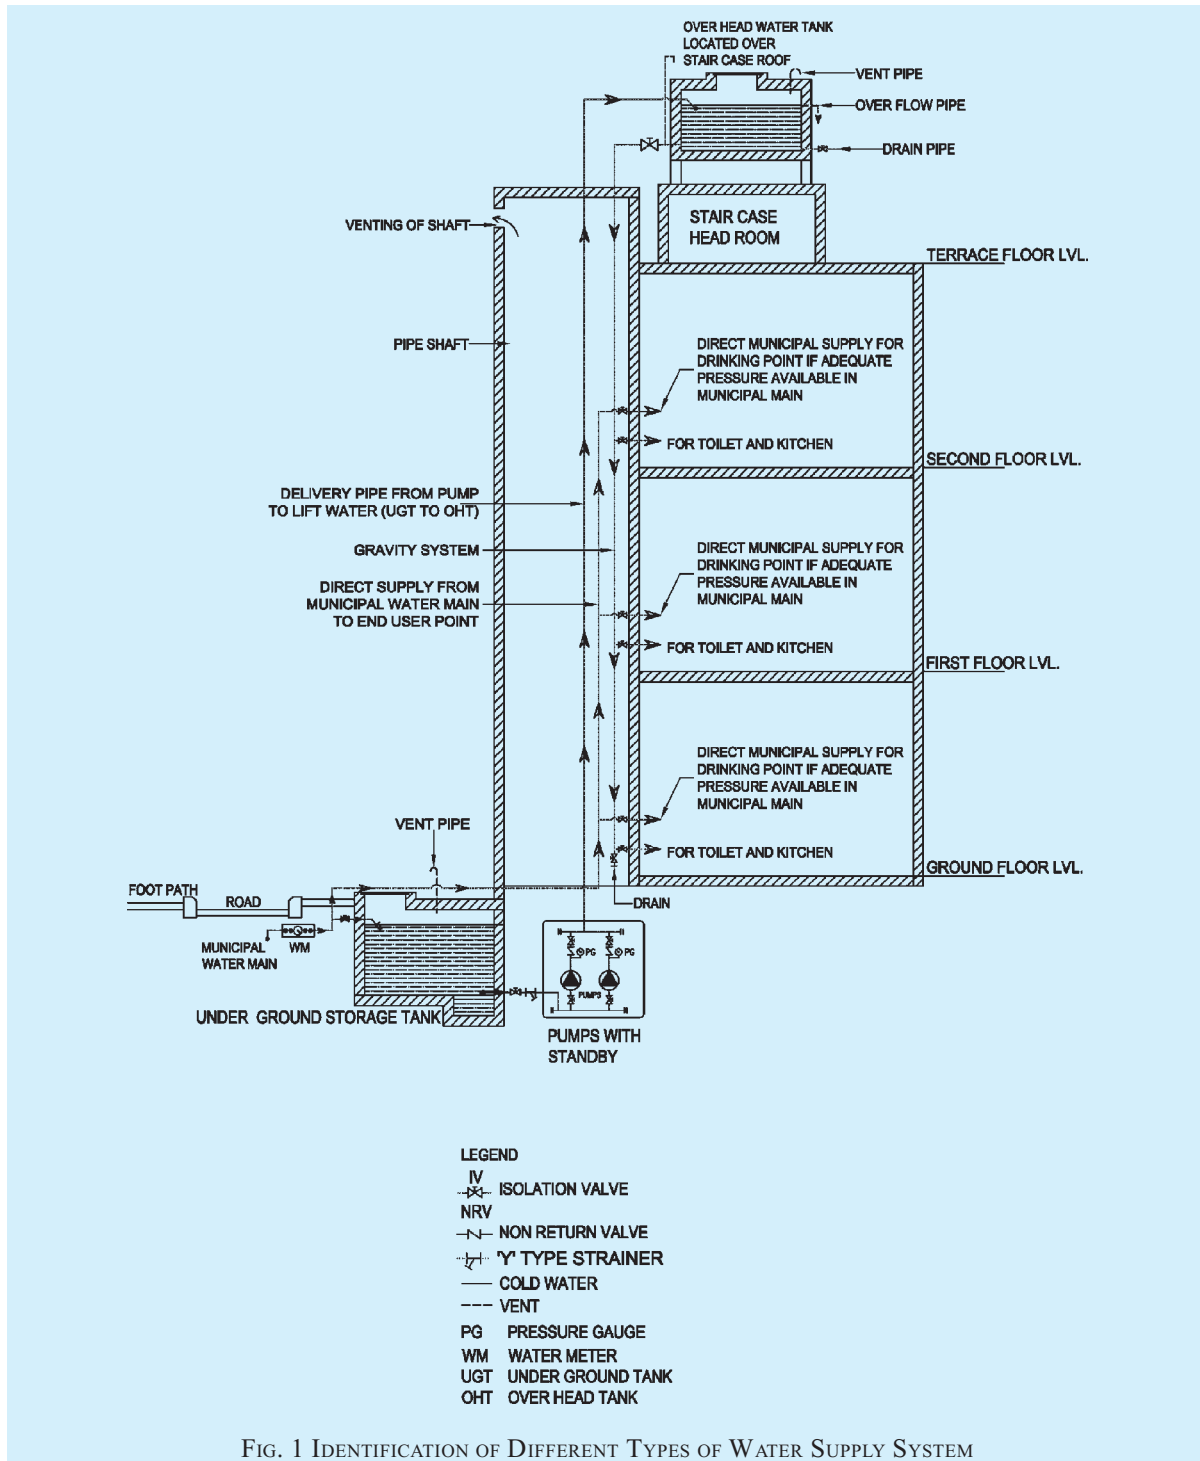 OVER HEAD WATER TANK
LOCATED OVER
STAIR CASE ROOF
VENT PIPE
OVER FLOW PIPE
DRAIN PIPE
STAIR CASE
HEAD ROOM
VENTING OF SHAFT
TERRACE FLOOR LVL.
PIPE SHAFT
DIRECT MUNICIPAL SUPPLY FOR
DRINKING POINT IF ADEQUATE
PRESSURE AVAILABLE IN
MUNICIPAL MAIN
FOR TOILET AND KITCHEN
SECOND FLOOR LVL.
DELIVERY PIPE FROM PUMP
TO LIFT WATER (UGT TO OHT)
GRAVITY SYSTEM
DIRECT SUPPLY FROM
MUNICIPAL WATER MAIN
TO END USER POINT
DIRECT MUNICIPAL SUPPLY FOR
DRINKING POINT IF ADEQUATE
PRESSURE AVAILABLE IN
MUNICIPAL MAIN
FOR TOILET AND KITCHEN
FIRST FLOOR LVL.
DIRECT MUNICIPAL SUPPLY FOR
DRINKING POINT IF ADEQUATE
PRESSURE AVAILABLE IN
MUNICIPAL MAIN
FOR TOILET AND KITCHEN
GROUND FLOOR LVL.
VENT PIPE
FOOT PATH
ROAD
DRAIN
MUNICIPAL
WATER MAIN
WM
PG
PG
PUMPS
UNDER GROUND STORAGE TANK
PUMPS WITH
STANDBY
LEGEND
IV
ISOLATION VALVE
NRV
NON RETURN VALVE
'Y' TYPE STRAINER
COLD WATER
VENT
PG PRESSURE GAUGE
WM WATER METER
UGT UNDER GROUND TANK
OHT OVER HEAD TANK
FIG. 1 IDENTIFICATION OF DIFFERENT TYPES OF WATER SUPPLY SYSTEM